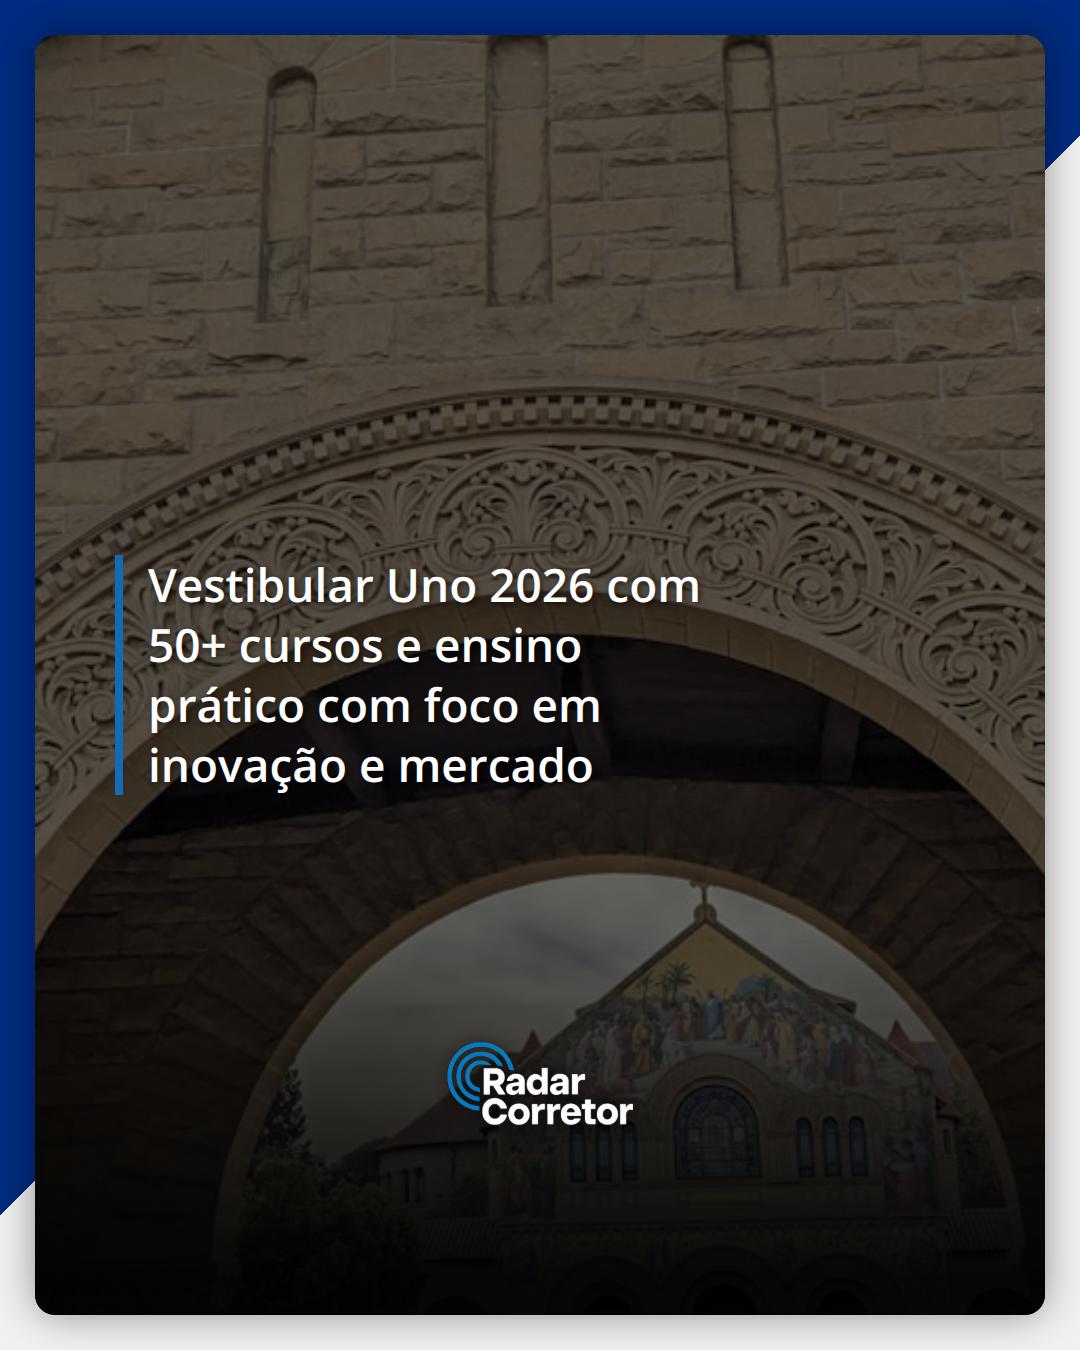 Vestibular Uno 2026 com
50+ cursos e ensino
prático com foco em
inovação e mercado
Radar
Corretor